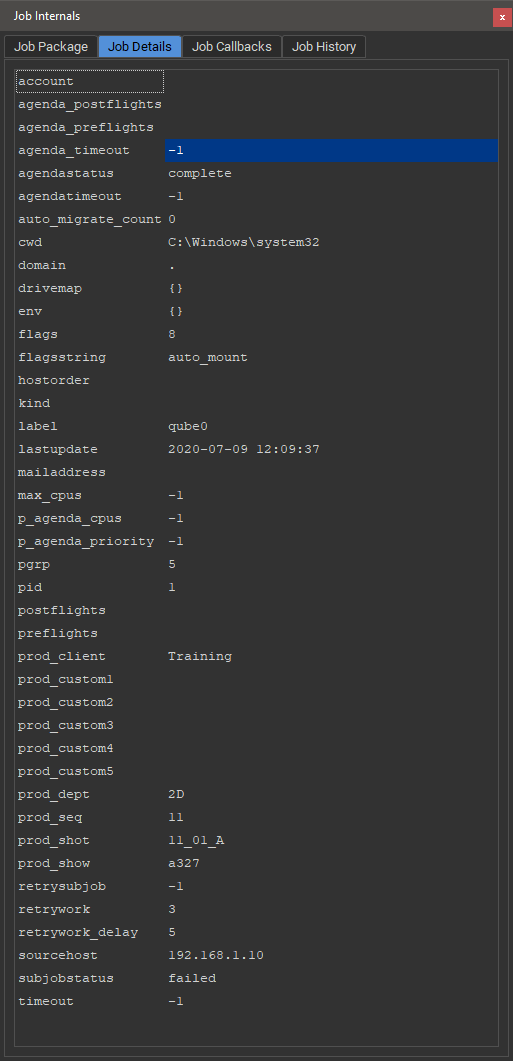 Job Internals
x
Job Package Job Details Job Callbacks Job History
account
agenda_postflights
agenda_preflights
agenda_timeout -1
agendastatus complete
agendatimeout -1
auto_migrate_count 0
cwd C:\Windows\system32
domain .
drivemap {}
env {}
flags 8
flagsstring auto_mount
hostorder
kind
label qube0
lastupdate 2020-07-09 12:09:37
mailaddress
max_cpus -1
p_agenda_cpus -1
p_agenda_priority -1
pgrp 5
pid 1
postflights
preflights
prod_client Training
prod_custom1
prod_custom2
prod_custom3
prod_custom4
prod_custom5
prod_dept 2D
prod_seq 11
prod_shot 11_01_A
prod_show a327
retrysubjob -1
retrywork 3
retrywork_delay 5
sourcehost 192.168.1.10
subjobstatus failed
timeout -1